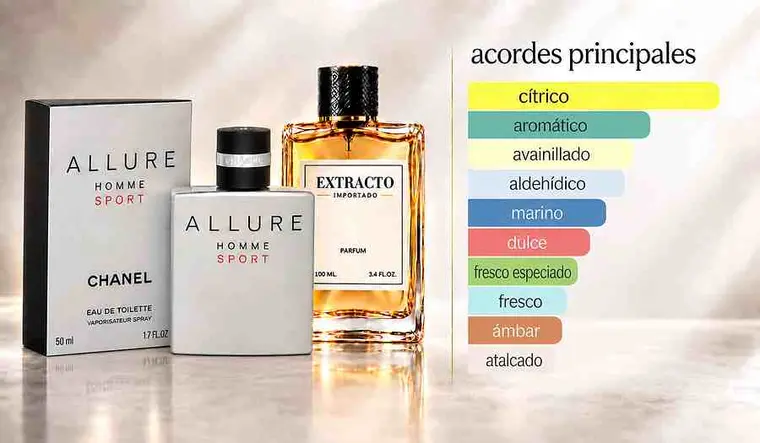 ALLURE
HOMME
SPORT
CHANEL
EAU DE TOILETTE
VAPORISATEUR SPRAY
50 ml
1.7 FL.OZ
ALLURE
HOMME
SPORT
EXTRACTO
IMPORTADO
PARFUM
100 ML
3.4 FL.OZ.
acordes principales
cítrico
aromático
avainillado
aldehídico
marino
dulce
fresco especiado
fresco
ámbar
atalcado